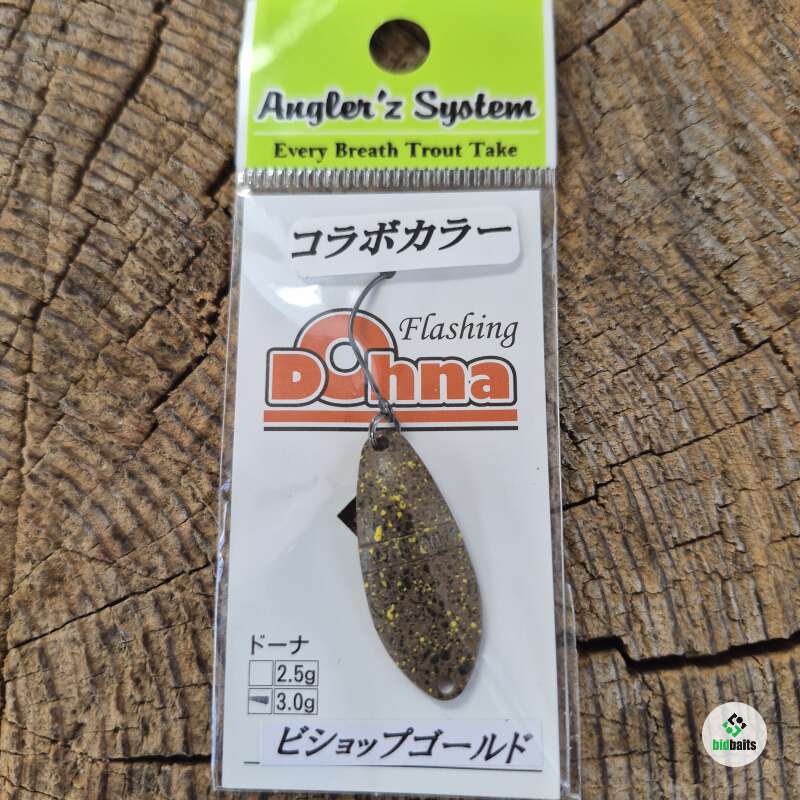 Angler'z System
Every Breath Trout Take
コラボカラー
Flashing
Dohna
ドーナ
2.5g
3.0g
ビショップゴールド
bidbaits